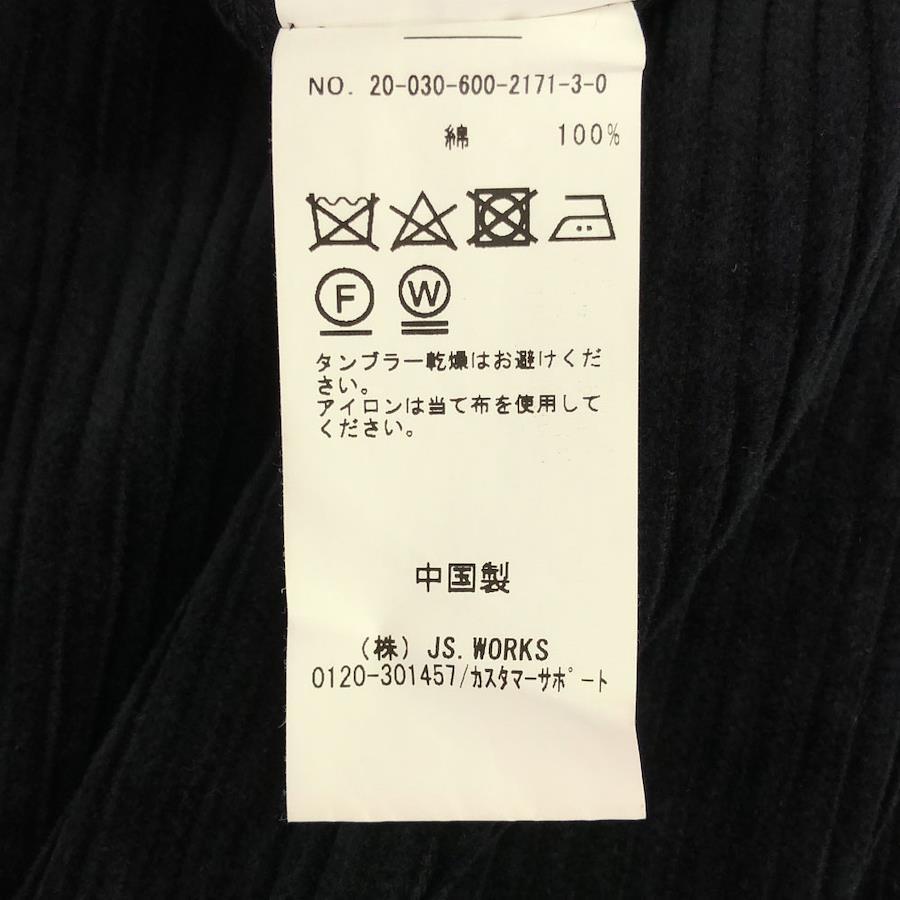 NO. 20-030-600-2171-3-0
綿 100%
F W
タンブラー乾燥はお避けくだ
さい。
アイロンは当て布を使用して
ください。
中国製
(株) JS.WORKS
0120-301457/カスタマーサポート